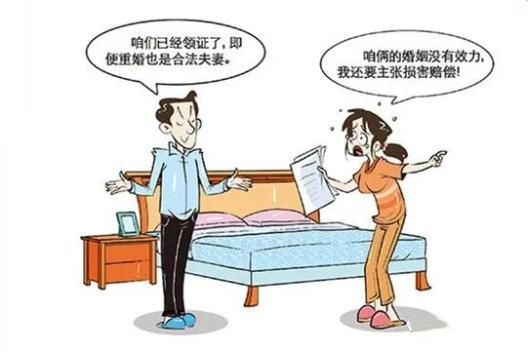 咱们已经领证了,即
便重婚也是合法夫妻。
咱俩的婚姻没有效力,
我还要主张损害赔偿!